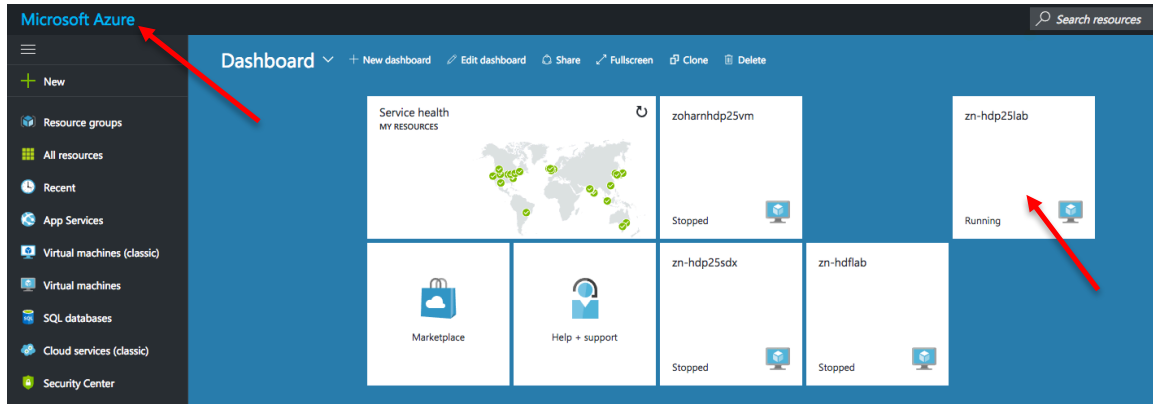 Microsoft Azure
Search resources
Dashboard
New dashboard
Edit dashboard
Share
Fullscreen
Clone
Delete
New
Resource groups
All resources
Recent
App Services
Virtual machines (classic)
Virtual machines
SQL
SQL databases
Cloud services (classic)
Security Center
Service health
MY RESOURCES
zoharnhdp25vm
Stopped
zn-hdp25lab
Running
Marketplace
Help + support
zn-hdp25sdx
Stopped
zn-hdflab
Stopped